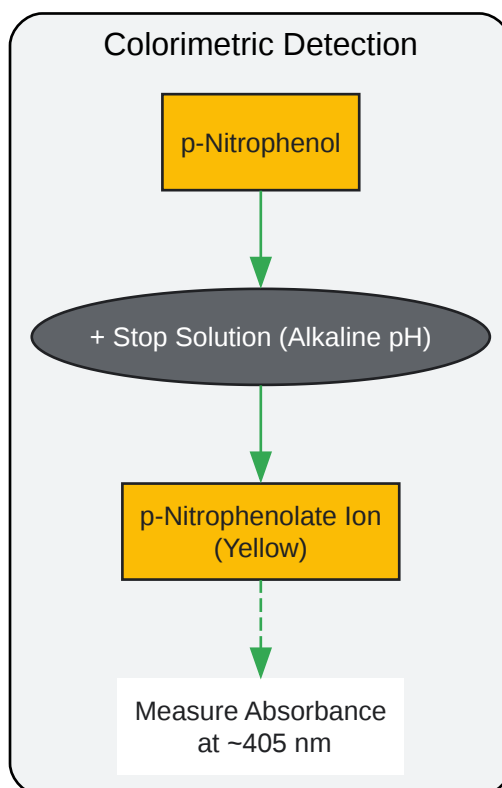 Colorimetric Detection
p-Nitrophenol
+ Stop Solution (Alkaline pH)
p-Nitrophenolate Ion
(Yellow)
Measure Absorbance
at ~405 nm